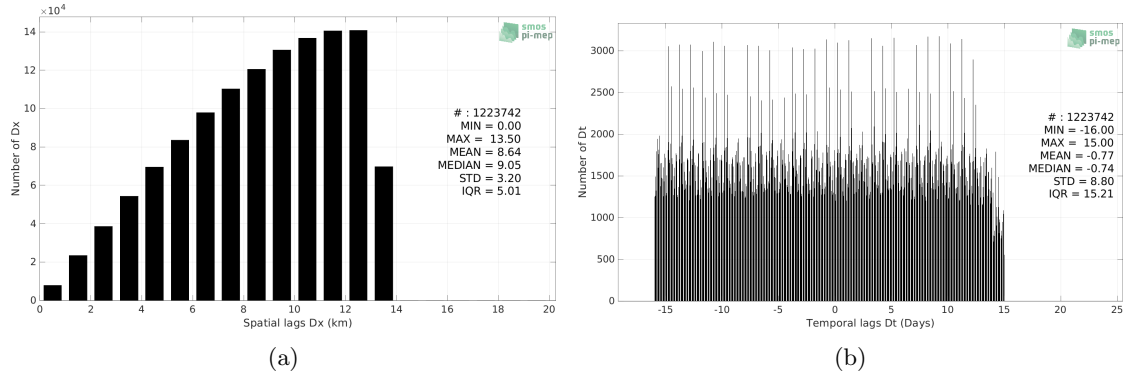 ×10⁴
14
12
10
8
6
4
2
0
Number of Dx
0 2 4 6 8 10 12 14 16 18 20
Spatial lags Dx (km)
smos
pi-mep
# : 1223742
MIN = 0.00
MAX = 13.50
MEAN = 8.64
MEDIAN = 9.05
STD = 3.20
IQR = 5.01
(a)
3000
2500
2000
1500
1000
500
0
Number of Dt
-15 -10 -5 0 5 10 15 20 25
Temporal lags Dt (Days)
smos
pi-mep
# : 1223742
MIN = -16.00
MAX = 15.00
MEAN = -0.77
MEDIAN = -0.74
STD = 8.80
IQR = 15.21
(b)